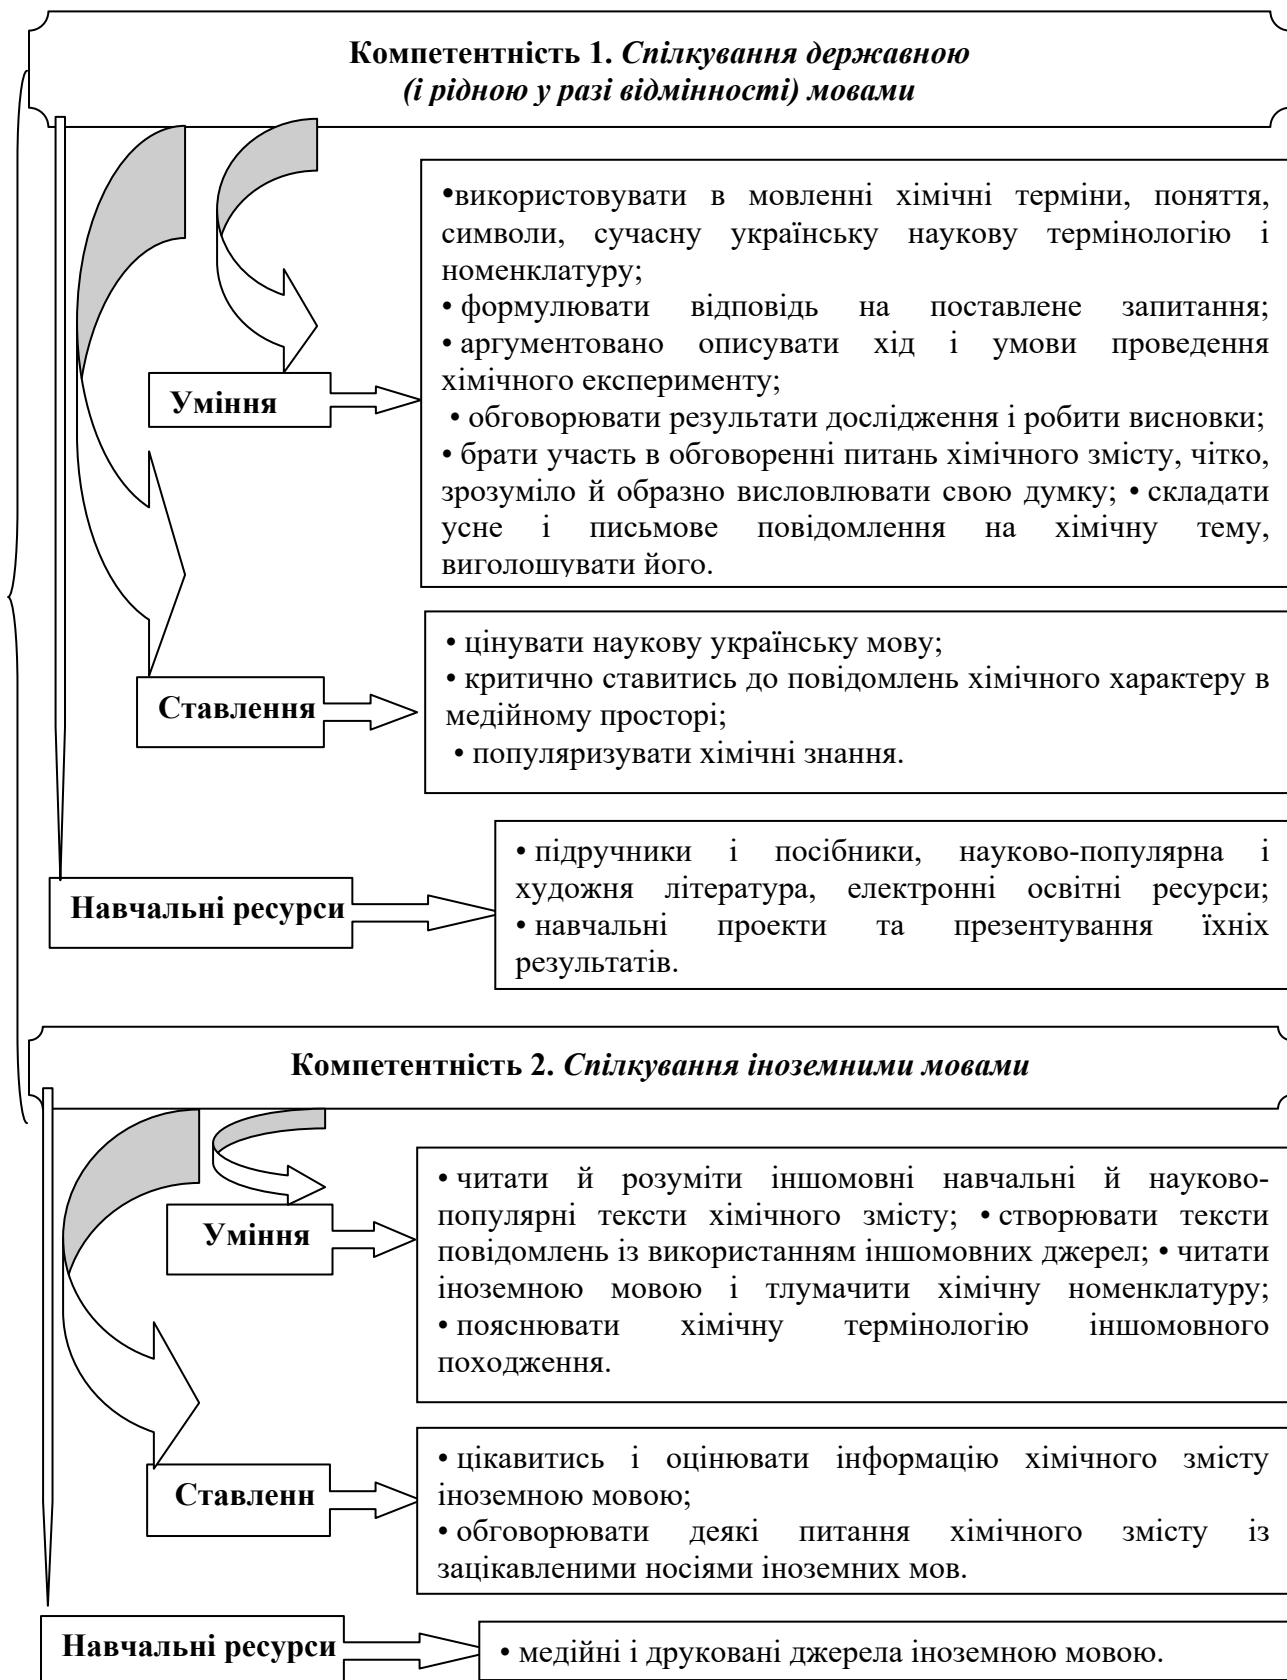 Компетентність 1. Спілкування державною
(і рідною у разі відмінності) мовами
•використовувати в мовленні хімічні терміни, поняття,
символи, сучасну українську наукову термінологію і
номенклатуру;
• формулювати відповідь на поставлене запитання;
• аргументовано описувати хід і умови проведення
хімічного експерименту;
• обговорювати результати дослідження і робити висновки;
• брати участь в обговоренні питань хімічного змісту, чітко,
зрозуміло й образно висловлювати свою думку; • складати
усне і письмове повідомлення на хімічну тему,
виголошувати його.
Уміння
• цінувати наукову українську мову;
• критично ставитись до повідомлень хімічного характеру в
медійному просторі;
• популяризувати хімічні знання.
Ставлення
• підручники і посібники, науково-популярна і
художня література, електронні освітні ресурси;
• навчальні проекти та презентування їхніх
результатів.
Навчальні ресурси
Компетентність 2. Спілкування іноземними мовами
• читати й розуміти іншомовні навчальні й науково-
популярні тексти хімічного змісту; • створювати тексти
повідомлень із використанням іншомовних джерел; • читати
іноземною мовою і тлумачити хімічну номенклатуру;
• пояснювати хімічну термінологію іншомовного
походження.
Уміння
• цікавитись і оцінювати інформацію хімічного змісту
іноземною мовою;
• обговорювати деякі питання хімічного змісту із
зацікавленими носіями іноземних мов.
Ставленн
Навчальні ресурси
• медійні і друковані джерела іноземною мовою.